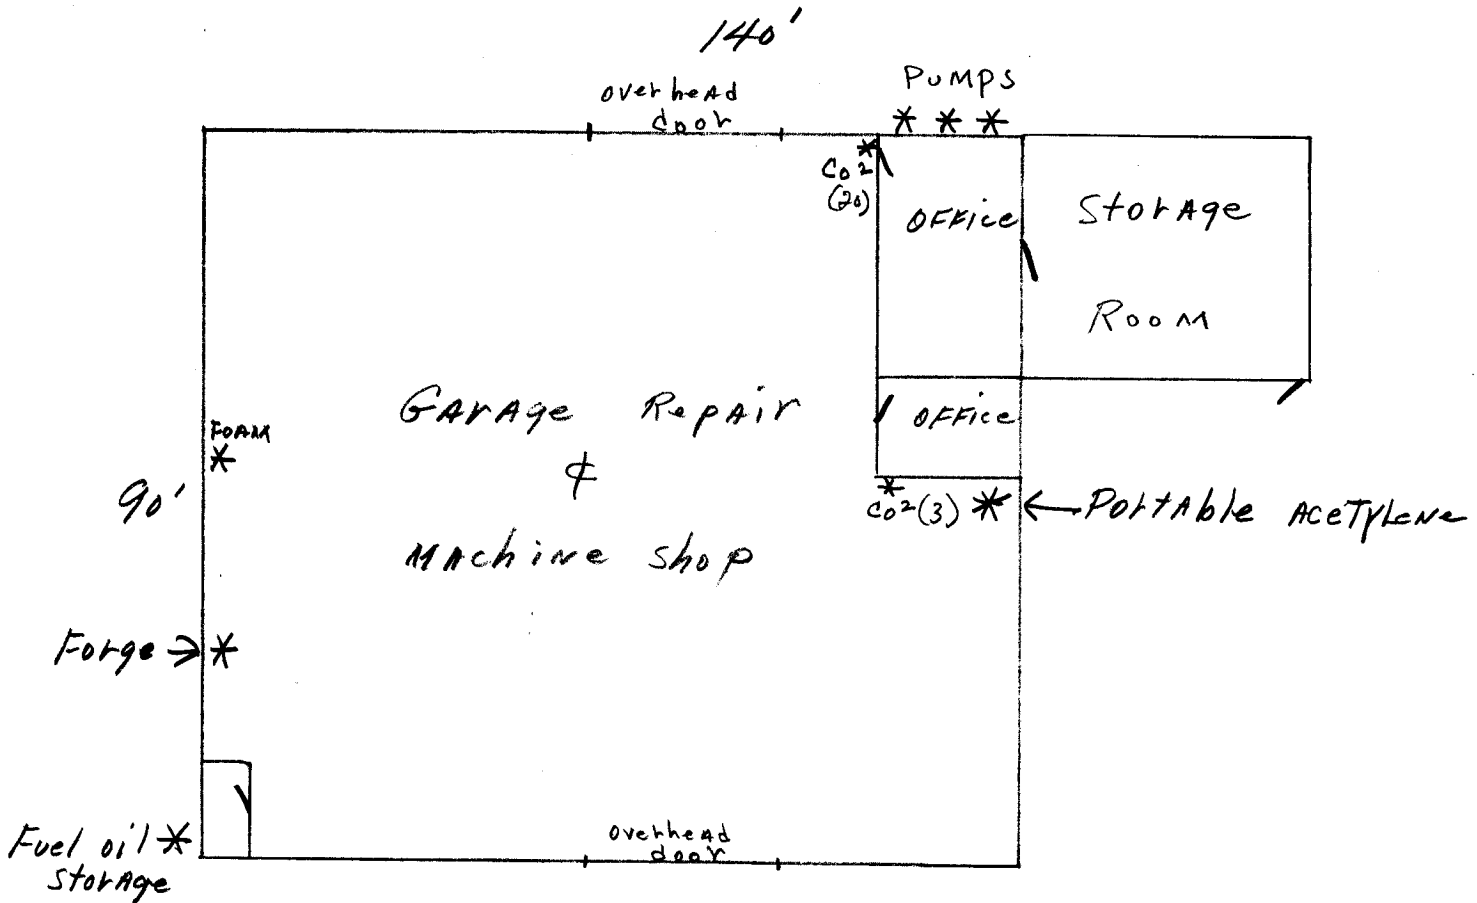 140'
PUMPS
overhead
door
* * *
*
CO2
(20)
OFFice
StorAge
Room
GArAge RepAir
&
MAchine shop
OFFice
FOAM
*
90'
*
CO2(3) * ← PortAble AceTyleNe
Forge → *
overhead
door
Fuel oil *
StorAge